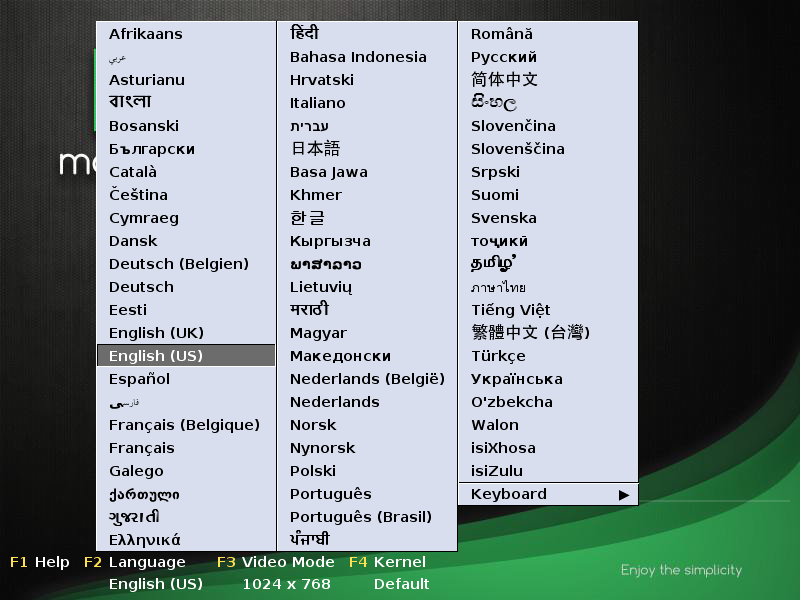 Afrikaans
عربي
Asturianu
বাংলা
Bosanski
Български
Català
Čeština
Cymraeg
Dansk
Deutsch (Belgien)
Deutsch
Eesti
English (UK)
English (US)
Español
فارسی
Français (Belgique)
Français
Galego
ქართული
ગુજરાતી
Ελληνικά
हिंदी
Bahasa Indonesia
Hrvatski
Italiano
עברית
日本語
Basa Jawa
Khmer
한글
Кыргызча
ພາສາລາວ
Lietuvių
मराठी
Magyar
Македонски
Nederlands (België)
Nederlands
Norsk
Nynorsk
Polski
Português
Português (Brasil)
ਪੰਜਾਬੀ
Română
Русский
简体中文
සිංහල
Slovenčina
Slovenščina
Srpski
Suomi
Svenska
тоҷикӣ
தமிழ்
ภาษาไทย
Tiếng Việt
繁體中文 (台灣)
Türkçe
Українська
O'zbekcha
Walon
isiXhosa
isiZulu
Keyboard
F1 Help F2 Language F3 Video Mode F4 Kernel
English (US) 1024 x 768 Default
Enjoy the simplicity